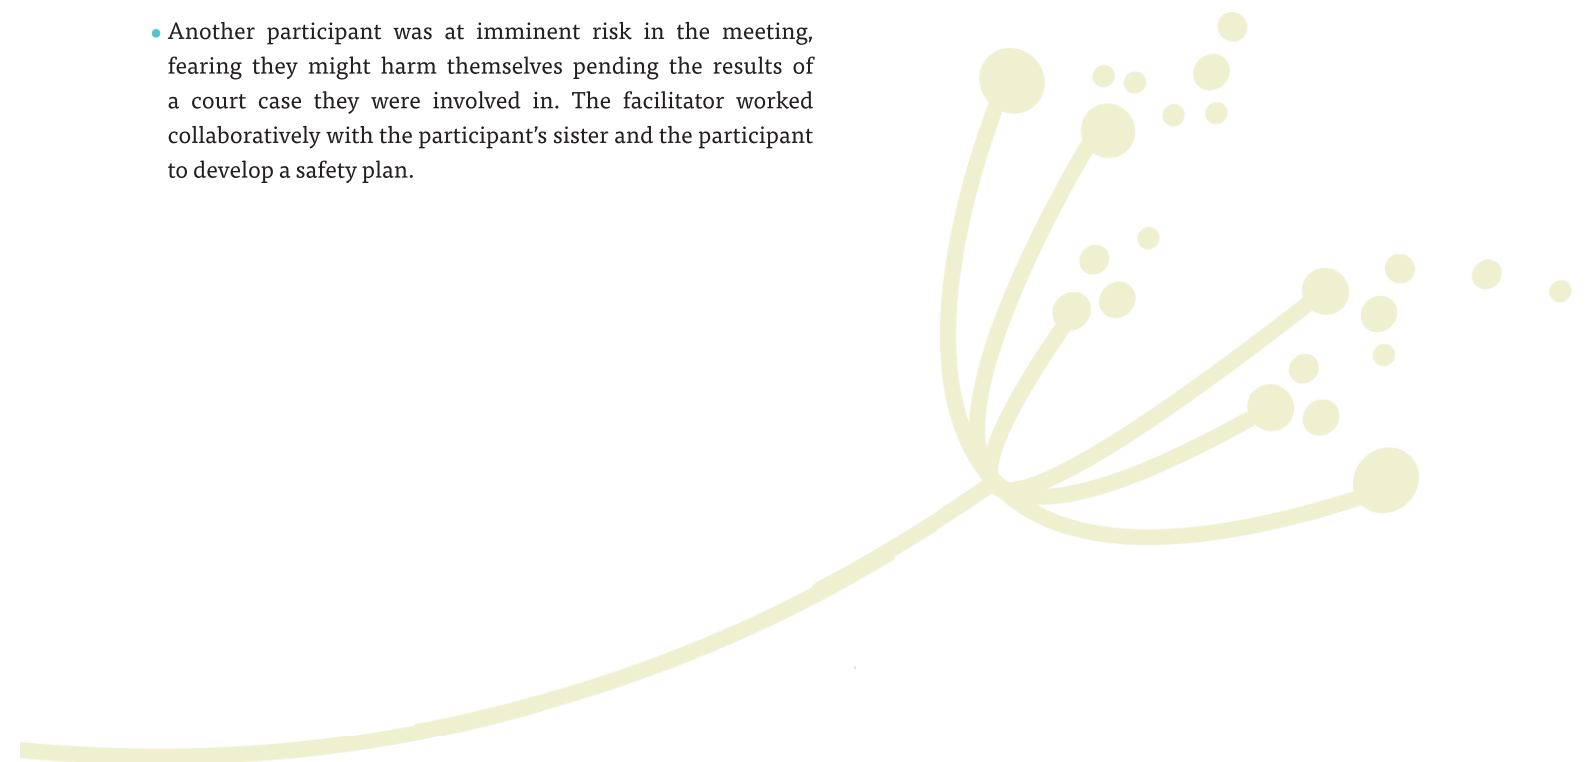 • Another participant was at imminent risk in the meeting,
fearing they might harm themselves pending the results of
a court case they were involved in. The facilitator worked
collaboratively with the participant’s sister and the participant
to develop a safety plan.